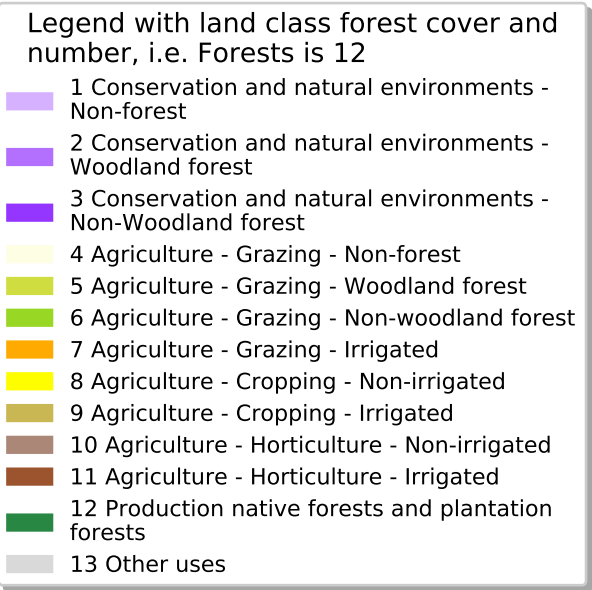 Legend with land class forest cover and
number, i.e. Forests is 12
1 Conservation and natural environments -
Non-forest
2 Conservation and natural environments -
Woodland forest
3 Conservation and natural environments -
Non-Woodland forest
4 Agriculture - Grazing - Non-forest
5 Agriculture - Grazing - Woodland forest
6 Agriculture - Grazing - Non-woodland forest
7 Agriculture - Grazing - Irrigated
8 Agriculture - Cropping - Non-irrigated
9 Agriculture - Cropping - Irrigated
10 Agriculture - Horticulture - Non-irrigated
11 Agriculture - Horticulture - Irrigated
12 Production native forests and plantation
forests
13 Other uses